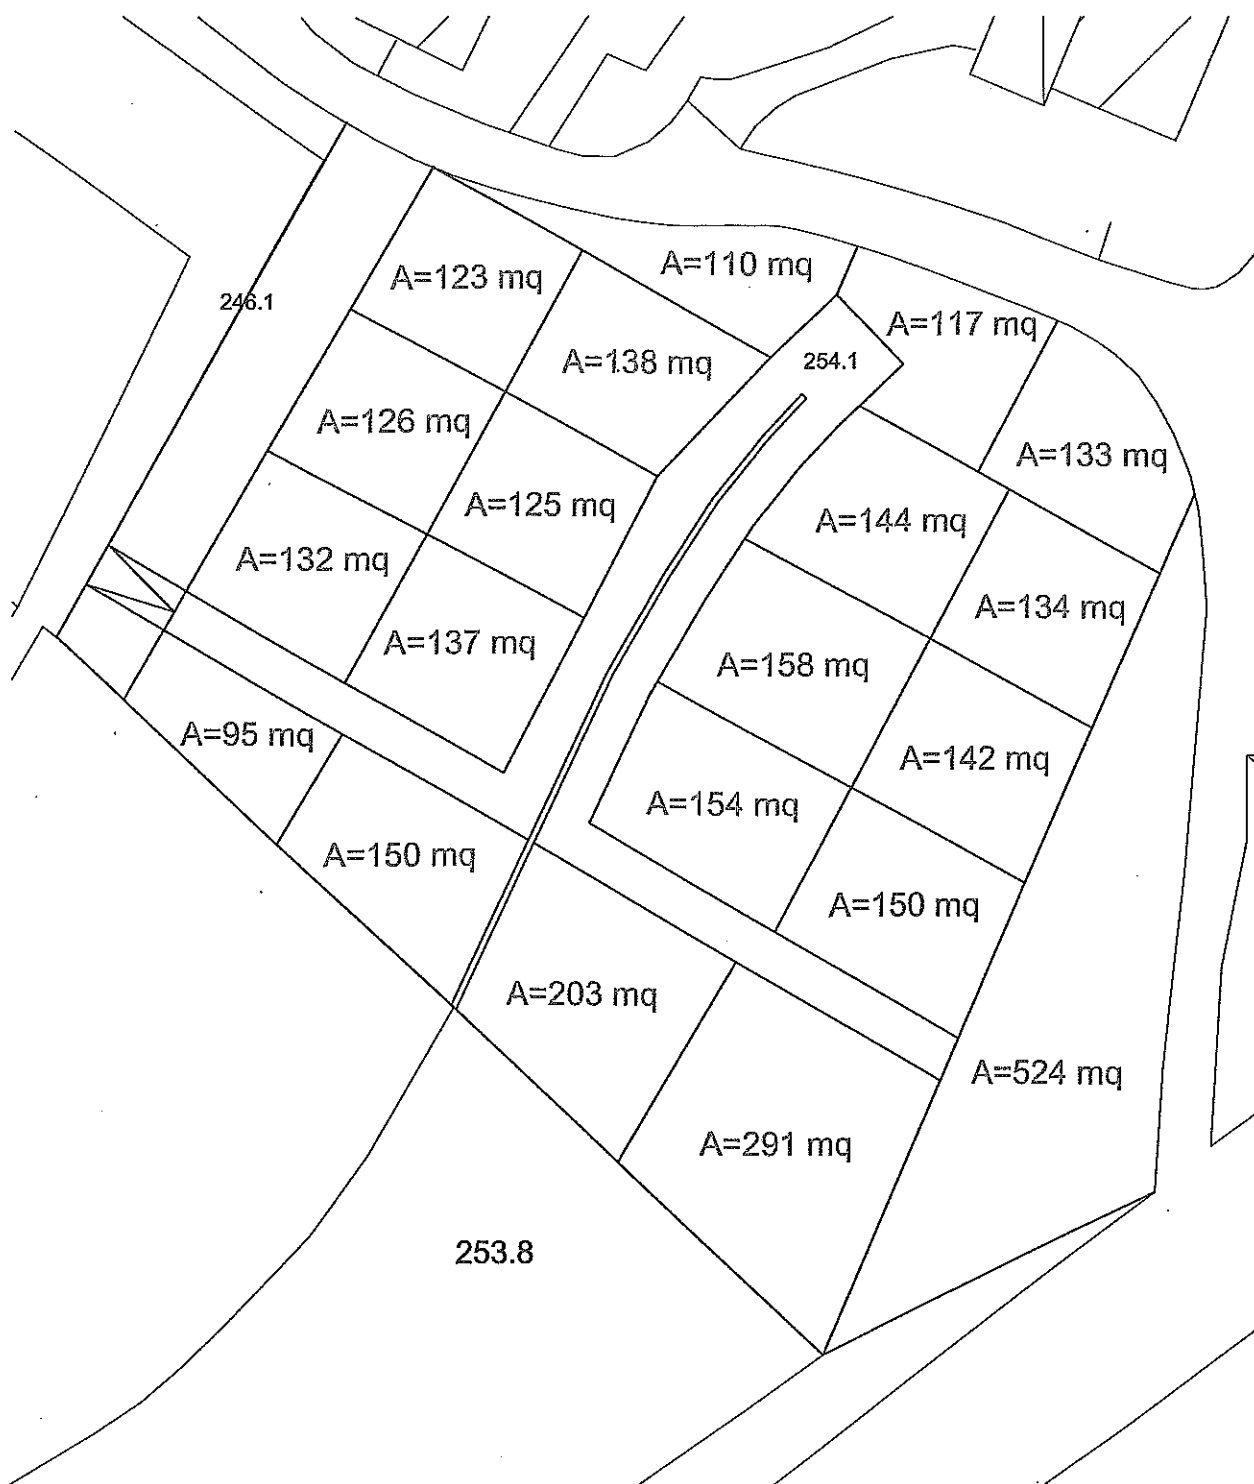 A=110 mq
A=123 mq
246.1
A=117 mq
A=138 mq
254.1
A=126 mq
A=133 mq
A=125 mq
A=144 mq
A=132 mq
A=134 mq
A=137 mq
A=158 mq
A=95 mq
A=142 mq
A=154 mq
A=150 mq
A=150 mq
A=203 mq
A=524 mq
A=291 mq
253.8